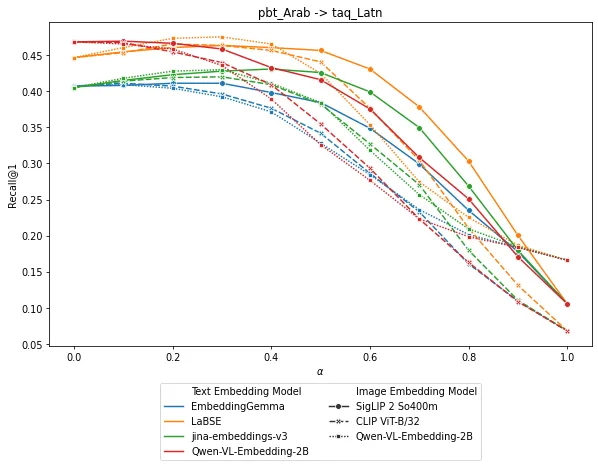 pbt_Arab -> taq_Latn
Recall@1
0.45
0.40
0.35
0.30
0.25
0.20
0.15
0.10
0.05
0.0
0.2
0.4
0.6
0.8
1.0
α
Text Embedding Model
EmbeddingGemma
LaBSE
jina-embeddings-v3
Qwen-VL-Embedding-2B
Image Embedding Model
SigLIP 2 So400m
CLIP ViT-B/32
Qwen-VL-Embedding-2B